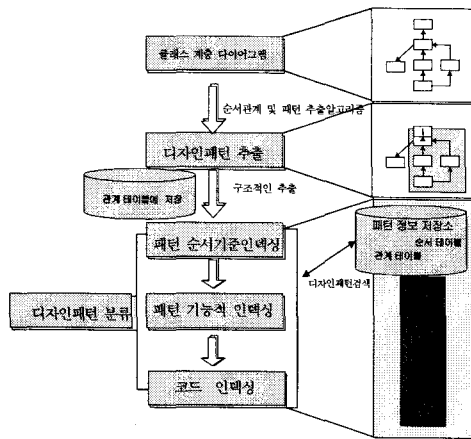 클래스 계층 다이어그램
순서관계 및 패턴 추출알고리즘
디자인패턴 추출
관계 테이블에 저장
구조적인 추출
패턴 정보 저장소
순서 테이블
관계 테이블
패턴 순서기준인덱싱
디자인패턴검색
디자인패턴 분류
패턴 기능적 인덱싱
코드 인덱싱